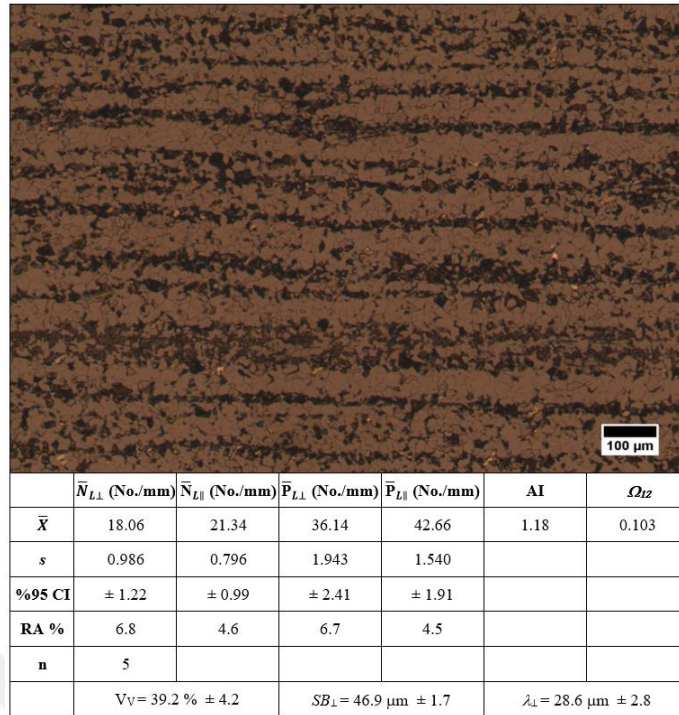 100 µm
N̅L⊥ (No./mm) N̅L∥ (No./mm) P̅L⊥ (No./mm) P̅L∥ (No./mm) AI Ω12
X̅ 18.06 21.34 36.14 42.66 1.18 0.103
s 0.986 0.796 1.943 1.540
%95 CI ± 1.22 ± 0.99 ± 2.41 ± 1.91
RA % 6.8 4.6 6.7 4.5
n 5
VV= 39.2 % ± 4.2 SB⊥= 46.9 µm ± 1.7 λ⊥= 28.6 µm ± 2.8